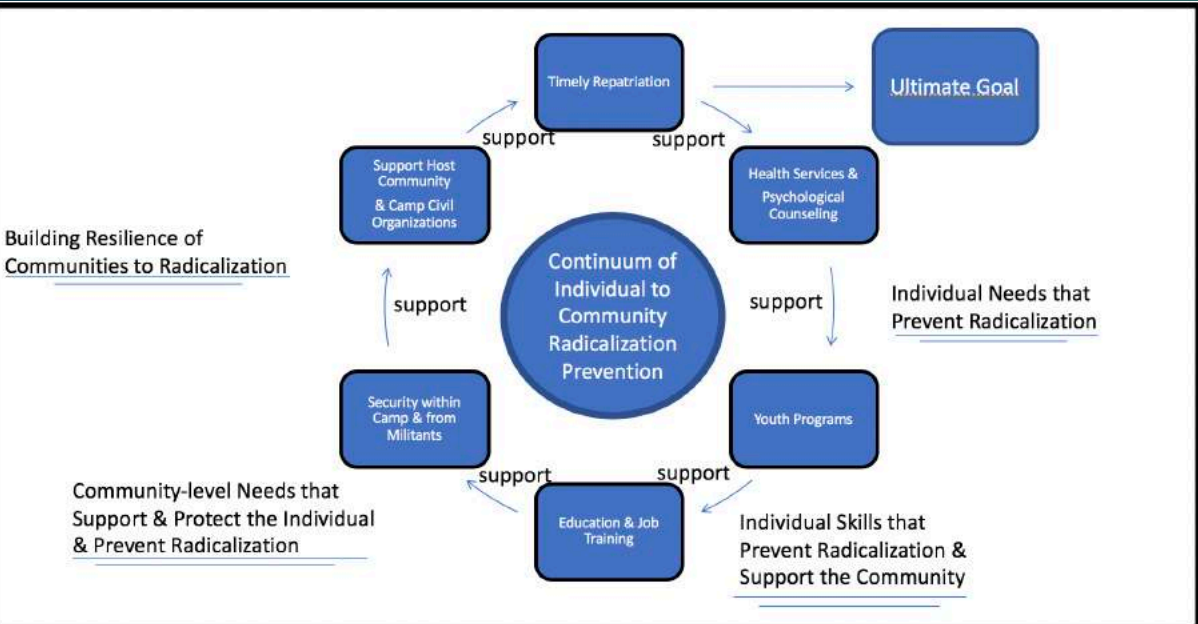 Timely Repatriation
Ultimate Goal
support
support
Support Host
Community
& Camp Civil
Organizations
Health Services &
Psychological
Counseling
Building Resilience of
Communities to Radicalization
Continuum of
Individual to
Community
Radicalization
Prevention
support
support
Individual Needs that
Prevent Radicalization
Security within
Camp & from
Militants
Youth Programs
support
support
Community-level Needs that
Support & Protect the Individual
& Prevent Radicalization
Education & Job
Training
Individual Skills that
Prevent Radicalization &
Support the Community